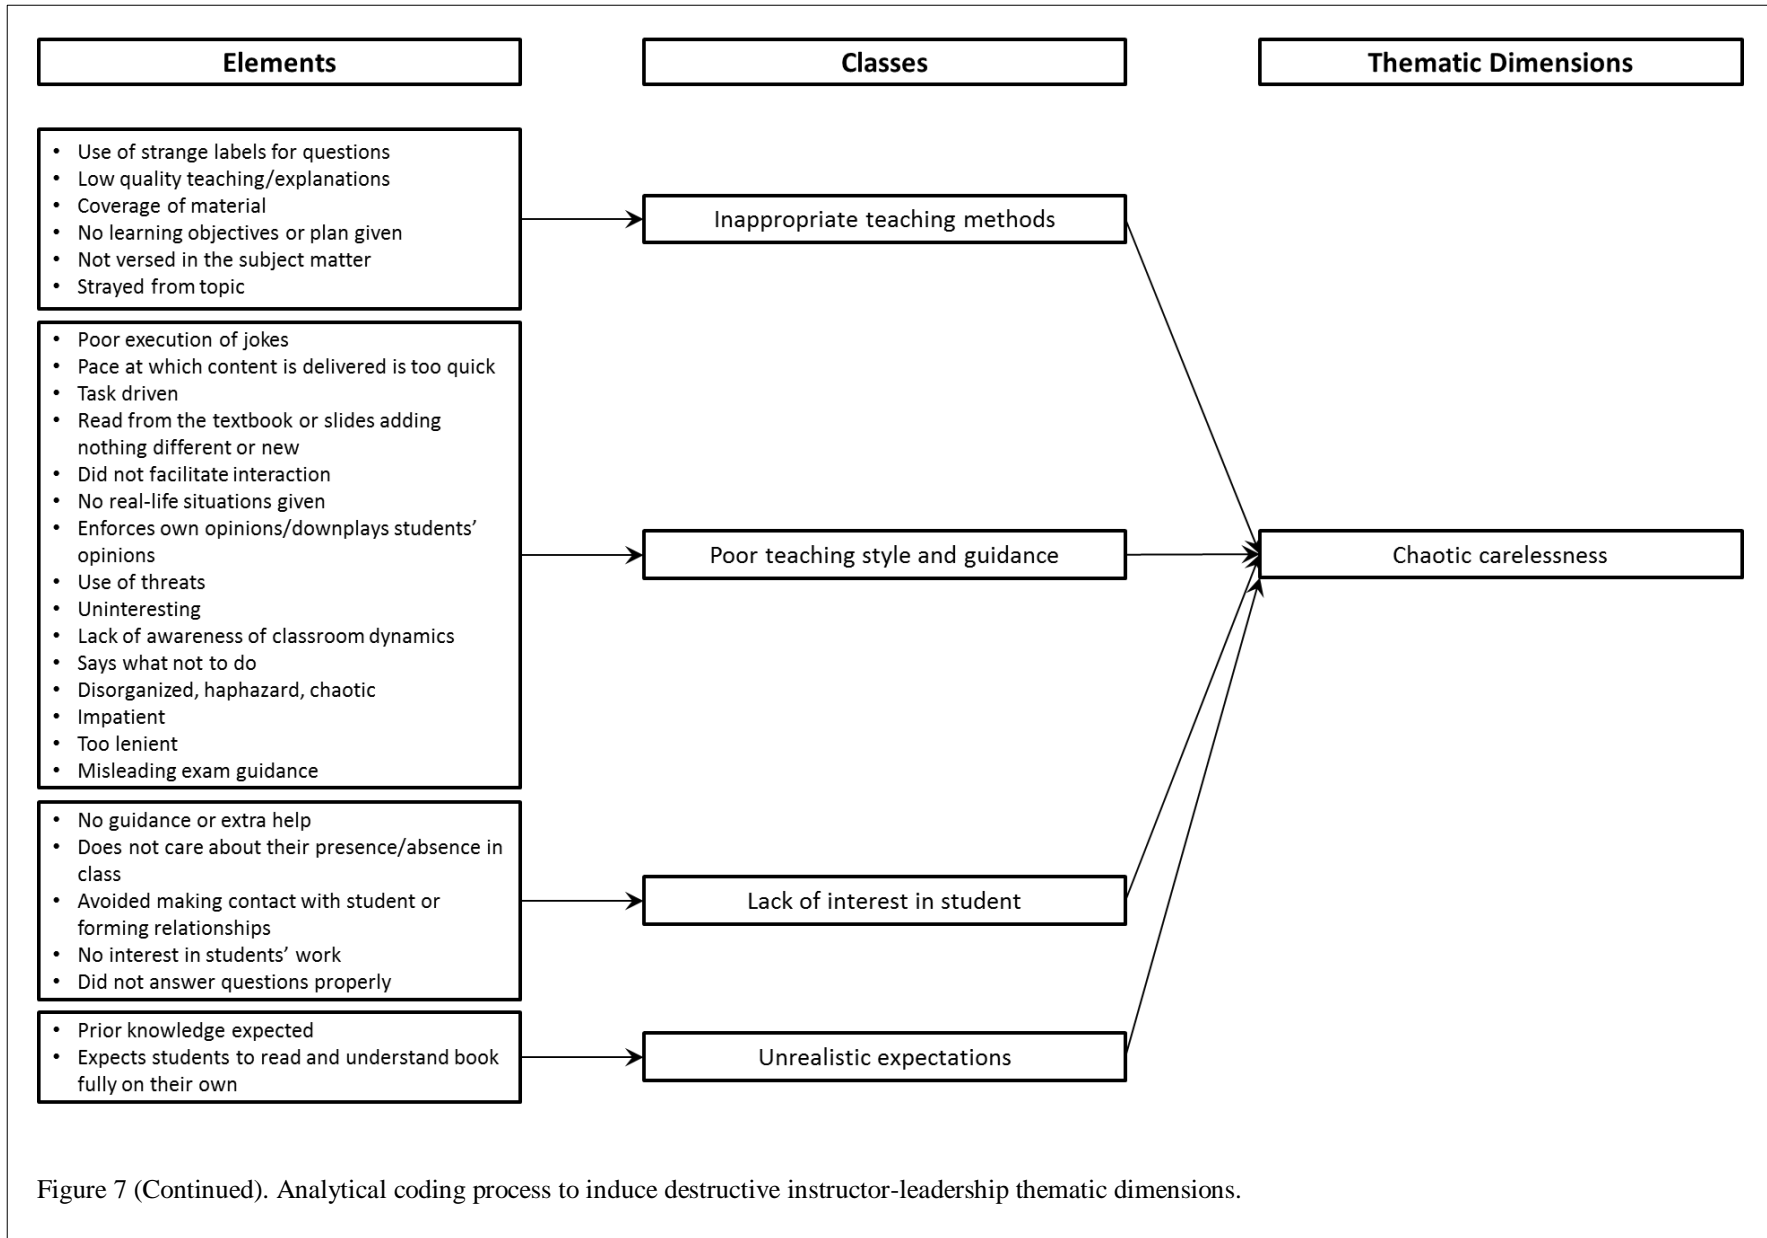 Elements
Classes
Thematic Dimensions
• Use of strange labels for questions
• Low quality teaching/explanations
• Coverage of material
• No learning objectives or plan given
• Not versed in the subject matter
• Strayed from topic
Inappropriate teaching methods
• Poor execution of jokes
• Pace at which content is delivered is too quick
• Task driven
• Read from the textbook or slides adding
nothing different or new
• Did not facilitate interaction
• No real-life situations given
• Enforces own opinions/downplays students’
opinions
• Use of threats
• Uninteresting
• Lack of awareness of classroom dynamics
• Says what not to do
• Disorganized, haphazard, chaotic
• Impatient
• Too lenient
• Misleading exam guidance
Poor teaching style and guidance
Chaotic carelessness
• No guidance or extra help
• Does not care about their presence/absence in
class
• Avoided making contact with student or
forming relationships
• No interest in students’ work
• Did not answer questions properly
Lack of interest in student
• Prior knowledge expected
• Expects students to read and understand book
fully on their own
Unrealistic expectations
Figure 7 (Continued). Analytical coding process to induce destructive instructor-leadership thematic dimensions.